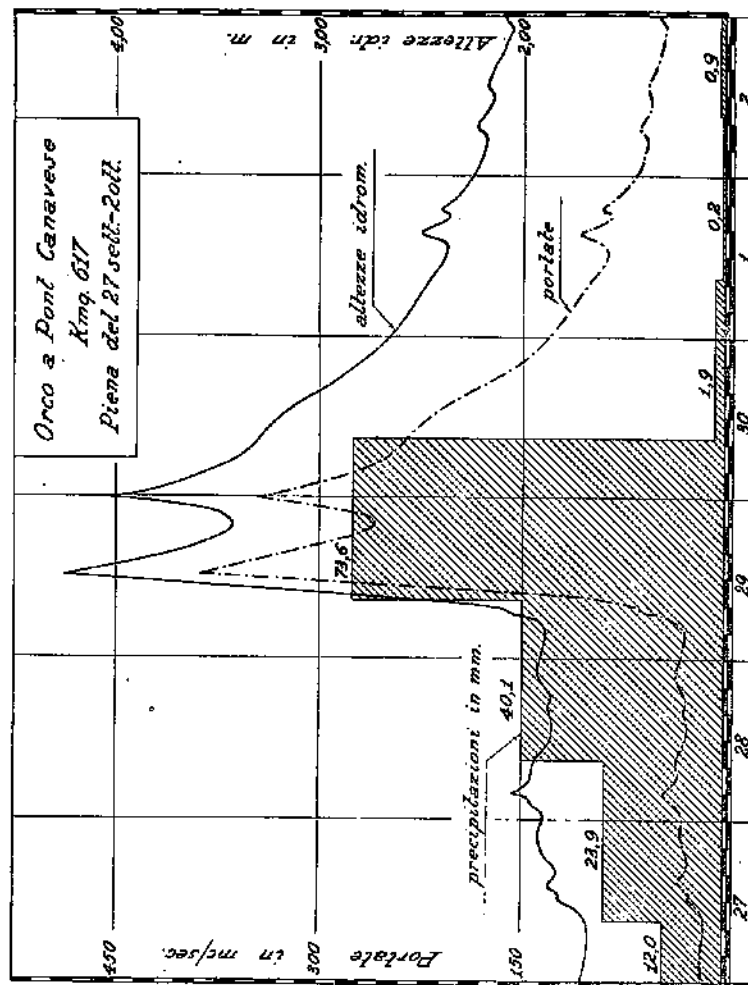 Orco a Pont Canavese
Kmq. 617
Piena del 27 sett.-2ott.
Portate in mc/sec.
450
300
150
Altezze idr. in m.
4,00
3,00
2,00
altezze idrom.
portate
precipitazioni in mm.
12,0
23,9
40,1
73,6
1,9
0,2
0,9
27
28
29
30
1
2